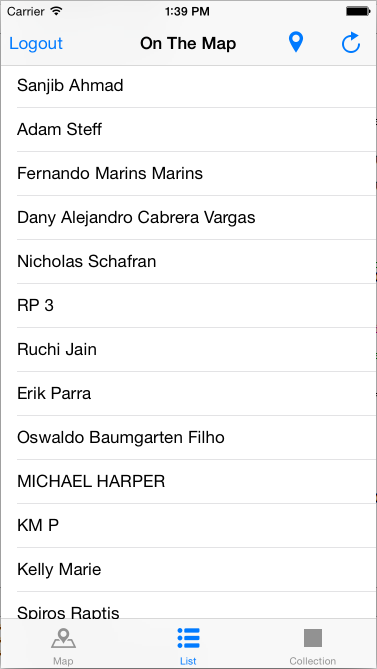 Carrier 1:39 PM
Logout On The Map
Sanjib Ahmad
Adam Steff
Fernando Marins Marins
Dany Alejandro Cabrera Vargas
Nicholas Schafran
RP 3
Ruchi Jain
Erik Parra
Oswaldo Baumgarten Filho
MICHAEL HARPER
KM P
Kelly Marie
Spiros Raptis
Map List Collection